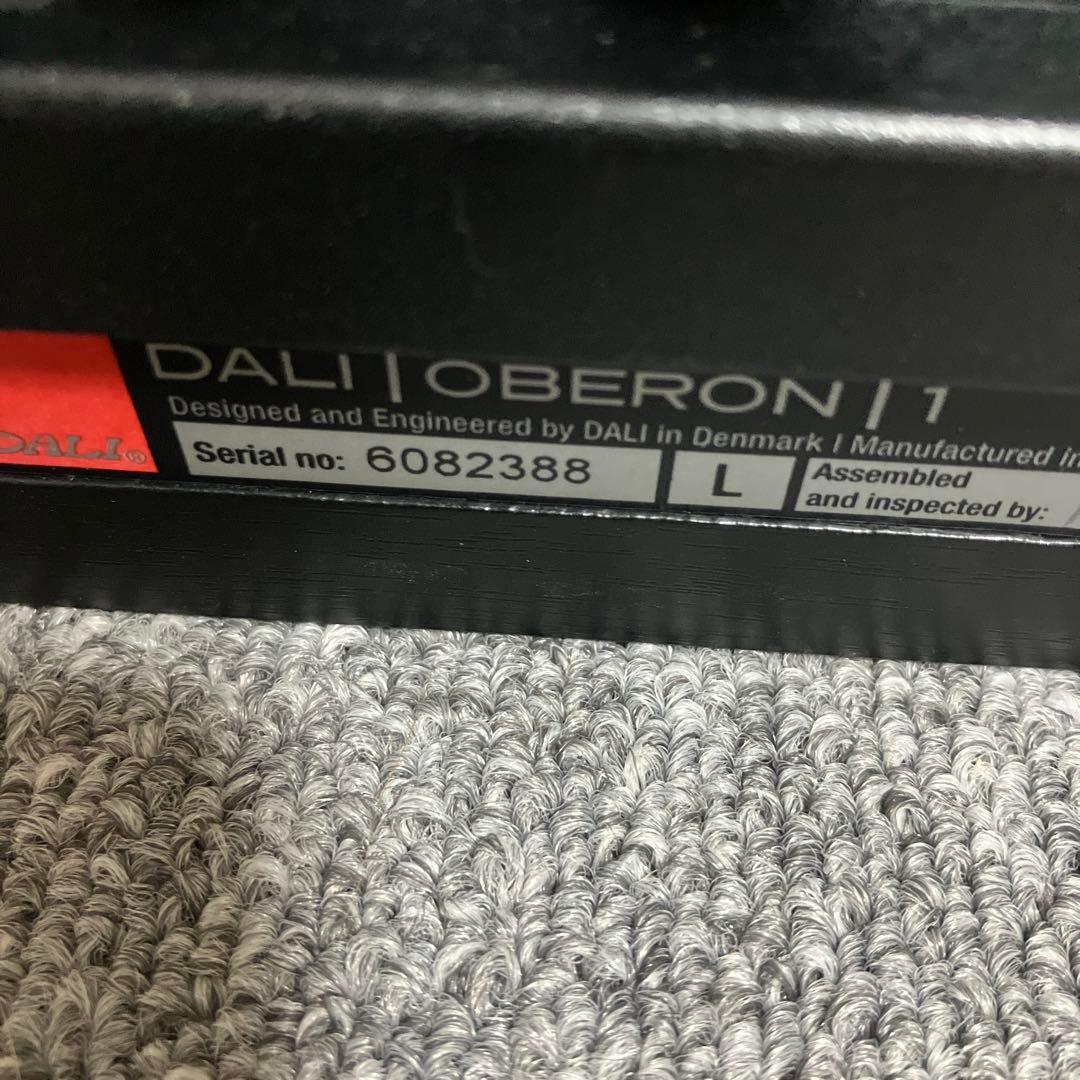 DALI | OBERON | 1
Designed and Engineered by DALI in Denmark | Manufactured in
DALI®
Serial no: 6082388
L
Assembled
and inspected by: